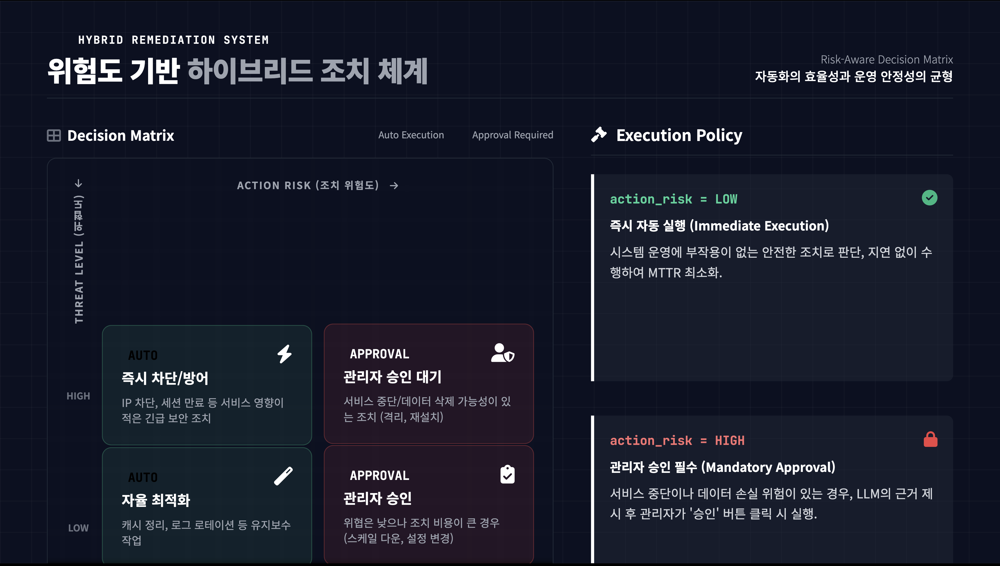 HYBRID REMEDIATION SYSTEM
위험도 기반 하이브리드 조치 체계
Risk-Aware Decision Matrix
자동화의 효율성과 운영 안정성의 균형
Decision Matrix
Auto Execution
Approval Required
ACTION RISK (조치 위험도) →
THREAT LEVEL (위협도) →
HIGH
LOW
AUTO
즉시 차단/방어
IP 차단, 세션 만료 등 서비스 영향이
적은 긴급 보안 조치
APPROVAL
관리자 승인 대기
서비스 중단/데이터 삭제 가능성이 있
는 조치 (격리, 재설치)
AUTO
자율 최적화
캐시 정리, 로그 로테이션 등 유지보수
작업
APPROVAL
관리자 승인
위협은 낮으나 조치 비용이 큰 경우
(스케일 다운, 설정 변경)
Execution Policy
action_risk = LOW
즉시 자동 실행 (Immediate Execution)
시스템 운영에 부작용이 없는 안전한 조치로 판단, 지연 없이 수
행하여 MTTR 최소화.
action_risk = HIGH
관리자 승인 필수 (Mandatory Approval)
서비스 중단이나 데이터 손실 위험이 있는 경우, LLM의 근거 제
시 후 관리자가 '승인' 버튼 클릭 시 실행.